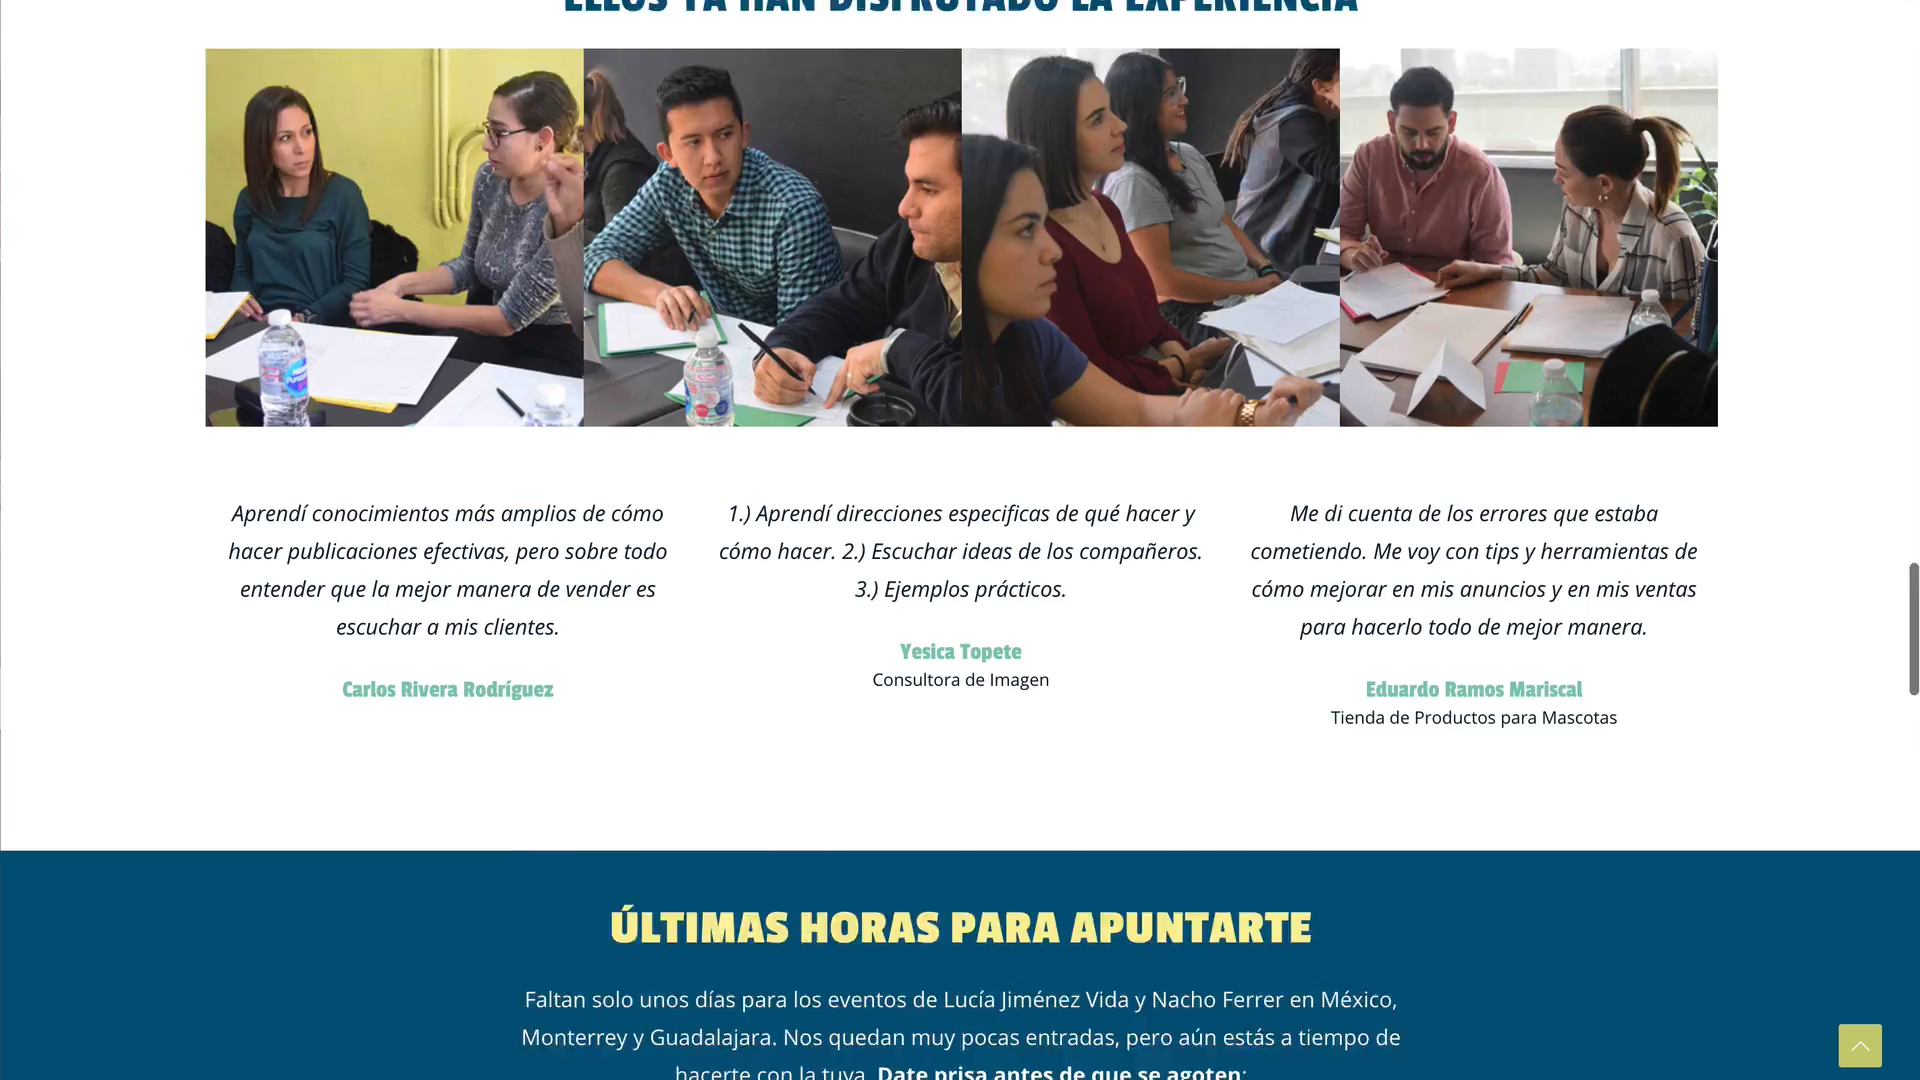 ELLOS YA HAN DISFRUTADO LA EXPERIENCIA
Aprendí conocimientos más amplios de cómo
hacer publicaciones efectivas, pero sobre todo
entender que la mejor manera de vender es
escuchar a mis clientes.
Carlos Rivera Rodríguez
1.) Aprendí direcciones especificas de qué hacer y
cómo hacer. 2.) Escuchar ideas de los compañeros.
3.) Ejemplos prácticos.
Yesica Topete
Consultora de Imagen
Me di cuenta de los errores que estaba
cometiendo. Me voy con tips y herramientas de
cómo mejorar en mis anuncios y en mis ventas
para hacerlo todo de mejor manera.
Eduardo Ramos Mariscal
Tienda de Productos para Mascotas
ÚLTIMAS HORAS PARA APUNTARTE
Faltan solo unos días para los eventos de Lucía Jiménez Vida y Nacho Ferrer en México,
Monterrey y Guadalajara. Nos quedan muy pocas entradas, pero aún estás a tiempo de
hacerte con la tuya. Date prisa antes de que se agoten: